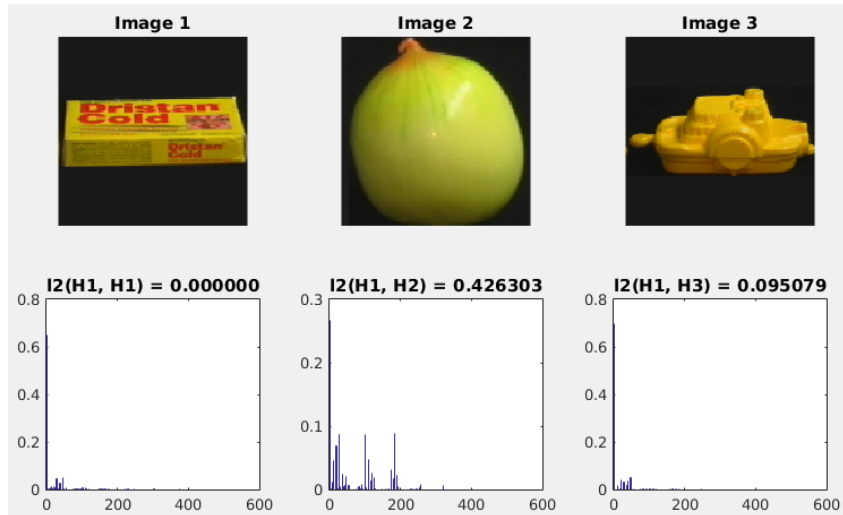 Image 1
Image 2
Image 3
Dristan
Cold
Dristan
Cold
l2(H1, H1) = 0.000000
l2(H1, H2) = 0.426303
l2(H1, H3) = 0.095079
0.8
0.6
0.4
0.2
0
0 200 400 600
0.3
0.2
0.1
0
0 200 400 600
0.8
0.6
0.4
0.2
0
0 200 400 600